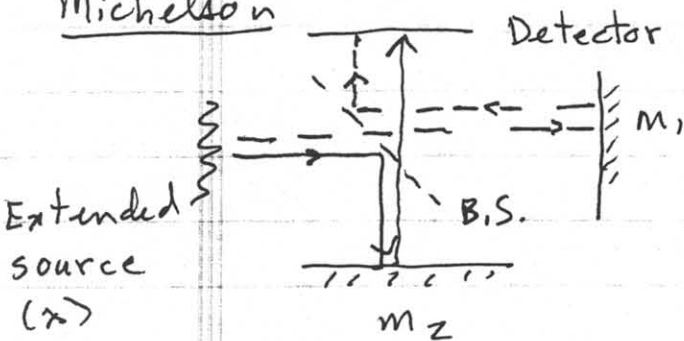 Michelson
Detector
M₁
Extended
source
(x)
B.S.
M₂